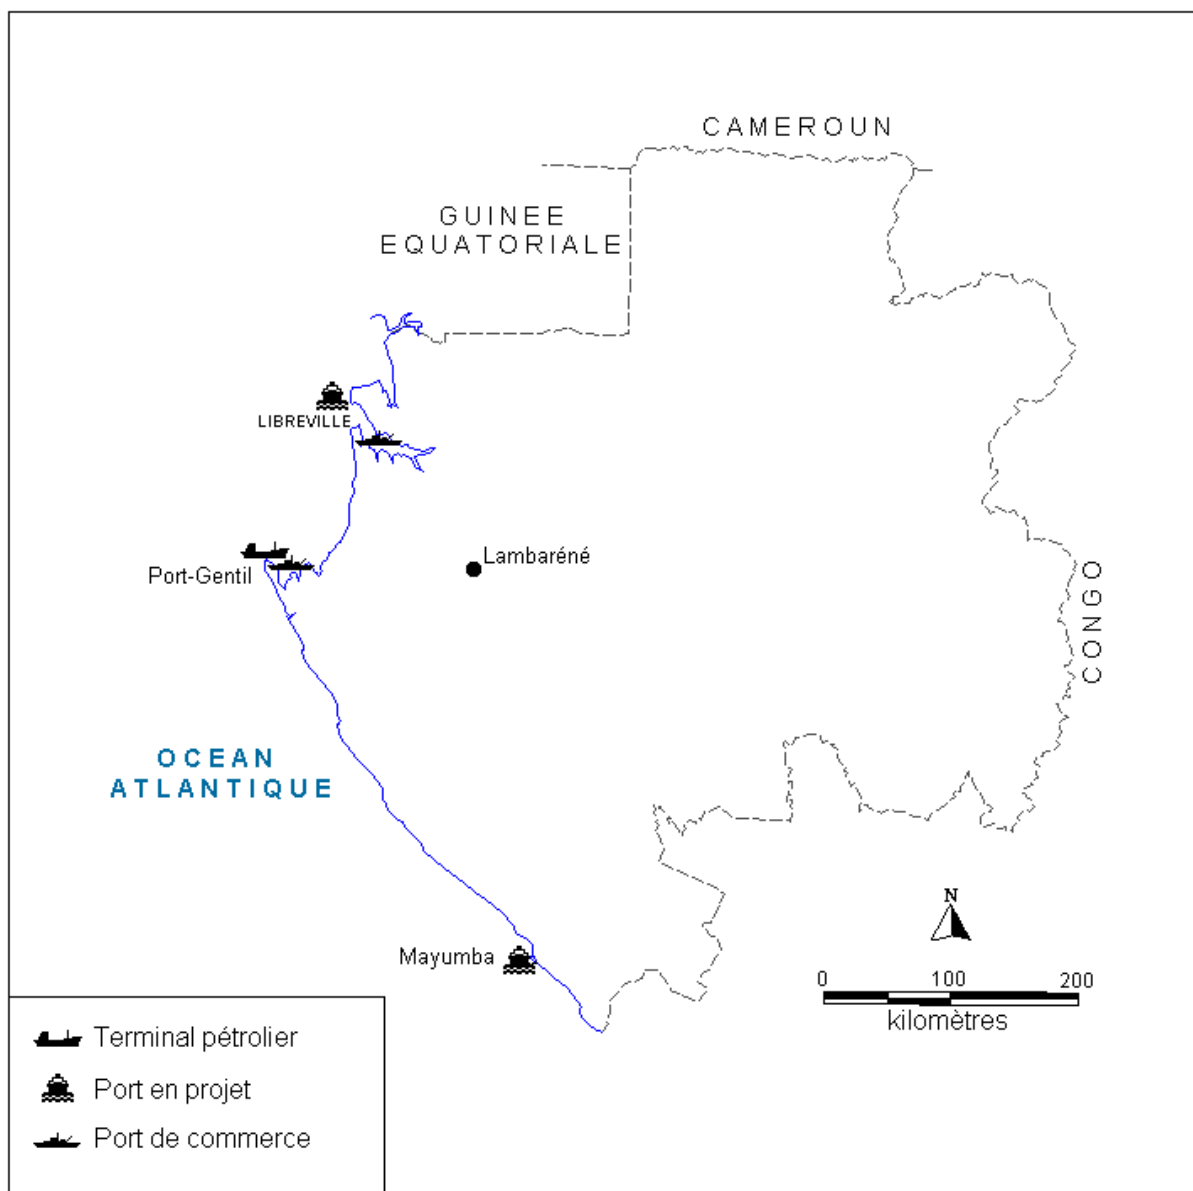 CAMEROUN
GUINEE
EQUATORIALE
LIBREVILLE
Lambaréné
Port-Gentil
CONGO
OCEAN
ATLANTIQUE
Mayumba
N
0 100 200
kilomètres
Terminal pétrolier
Port en projet
Port de commerce